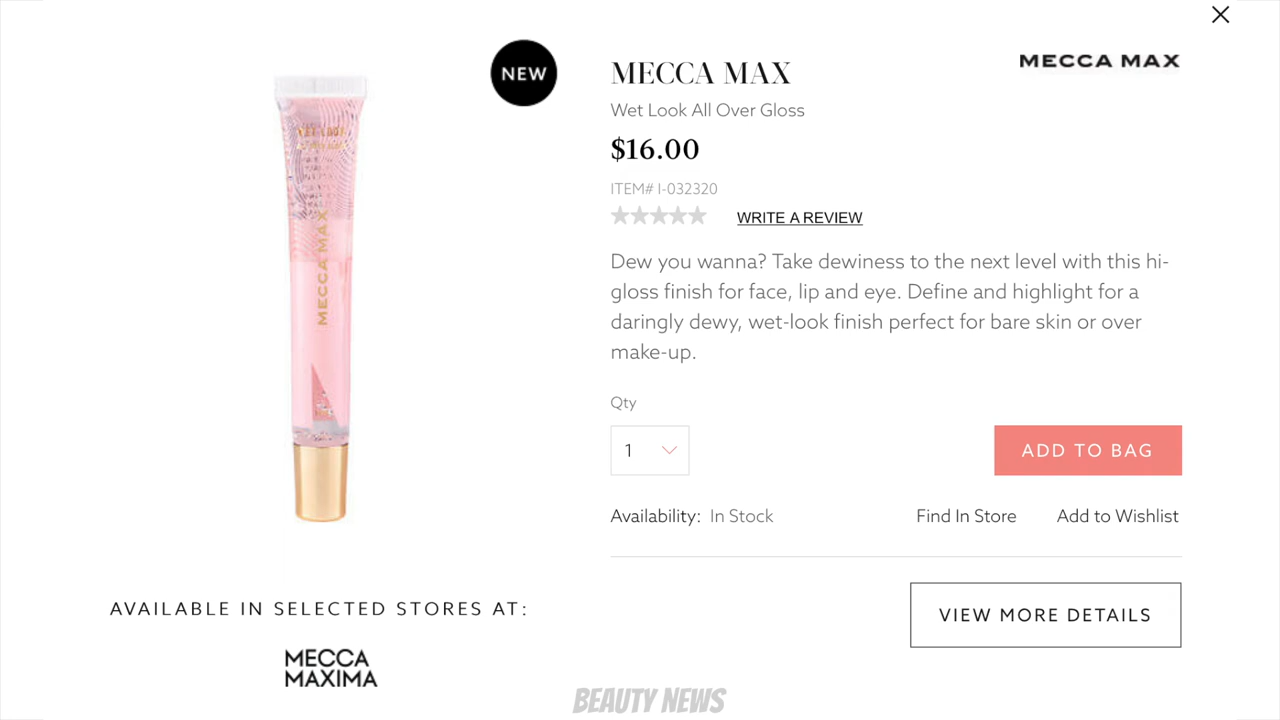 NEW
WET LOOK
MECCA MAX
MECCA MAX
MECCA MAX
Wet Look All Over Gloss
$16.00
ITEM# I-032320
WRITE A REVIEW
Dew you wanna? Take dewiness to the next level with this hi-
gloss finish for face, lip and eye. Define and highlight for a
daringly dewy, wet-look finish perfect for bare skin or over
make-up.
Qty
1
ADD TO BAG
Availability: In Stock
Find In Store
Add to Wishlist
VIEW MORE DETAILS
AVAILABLE IN SELECTED STORES AT:
MECCA
MAXIMA
BEAUTY NEWS